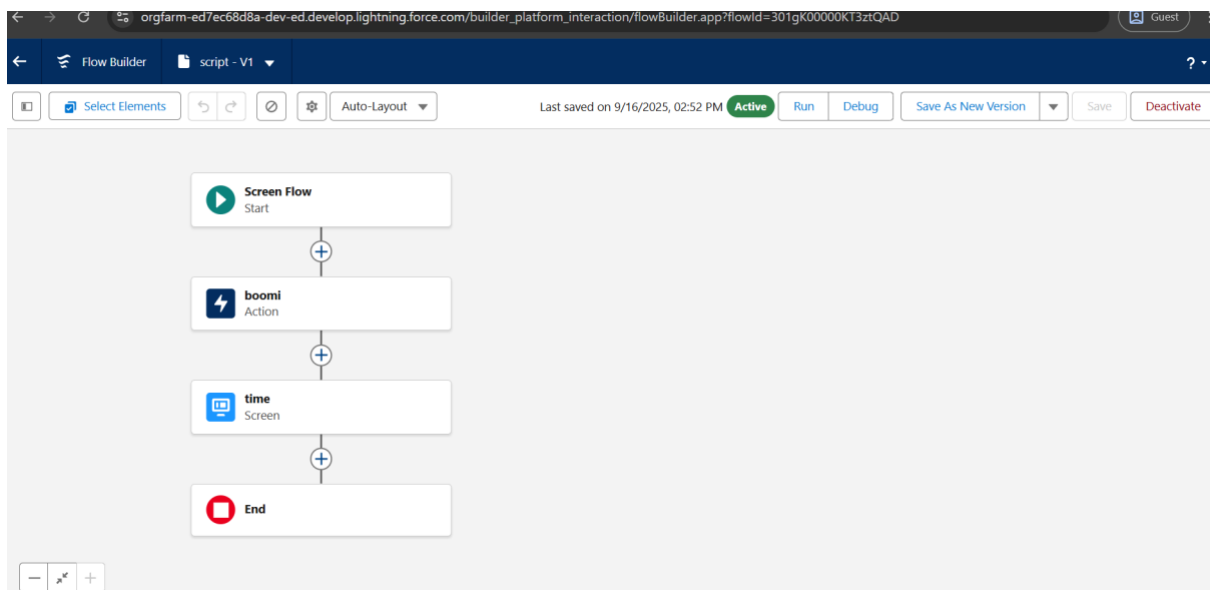 orgfarm-ed7ec68d8a-dev-ed.develop.lightning.force.com/builder_platform_interaction/flowBuilder.app?flowId=301gK00000KT3ztQAD Guest
Flow Builder script - V1 ?
Select Elements Auto-Layout Last saved on 9/16/2025, 02:52 PM Active Run Debug Save As New Version Save Deactivate
Screen Flow
Start
boomi
Action
time
Screen
End